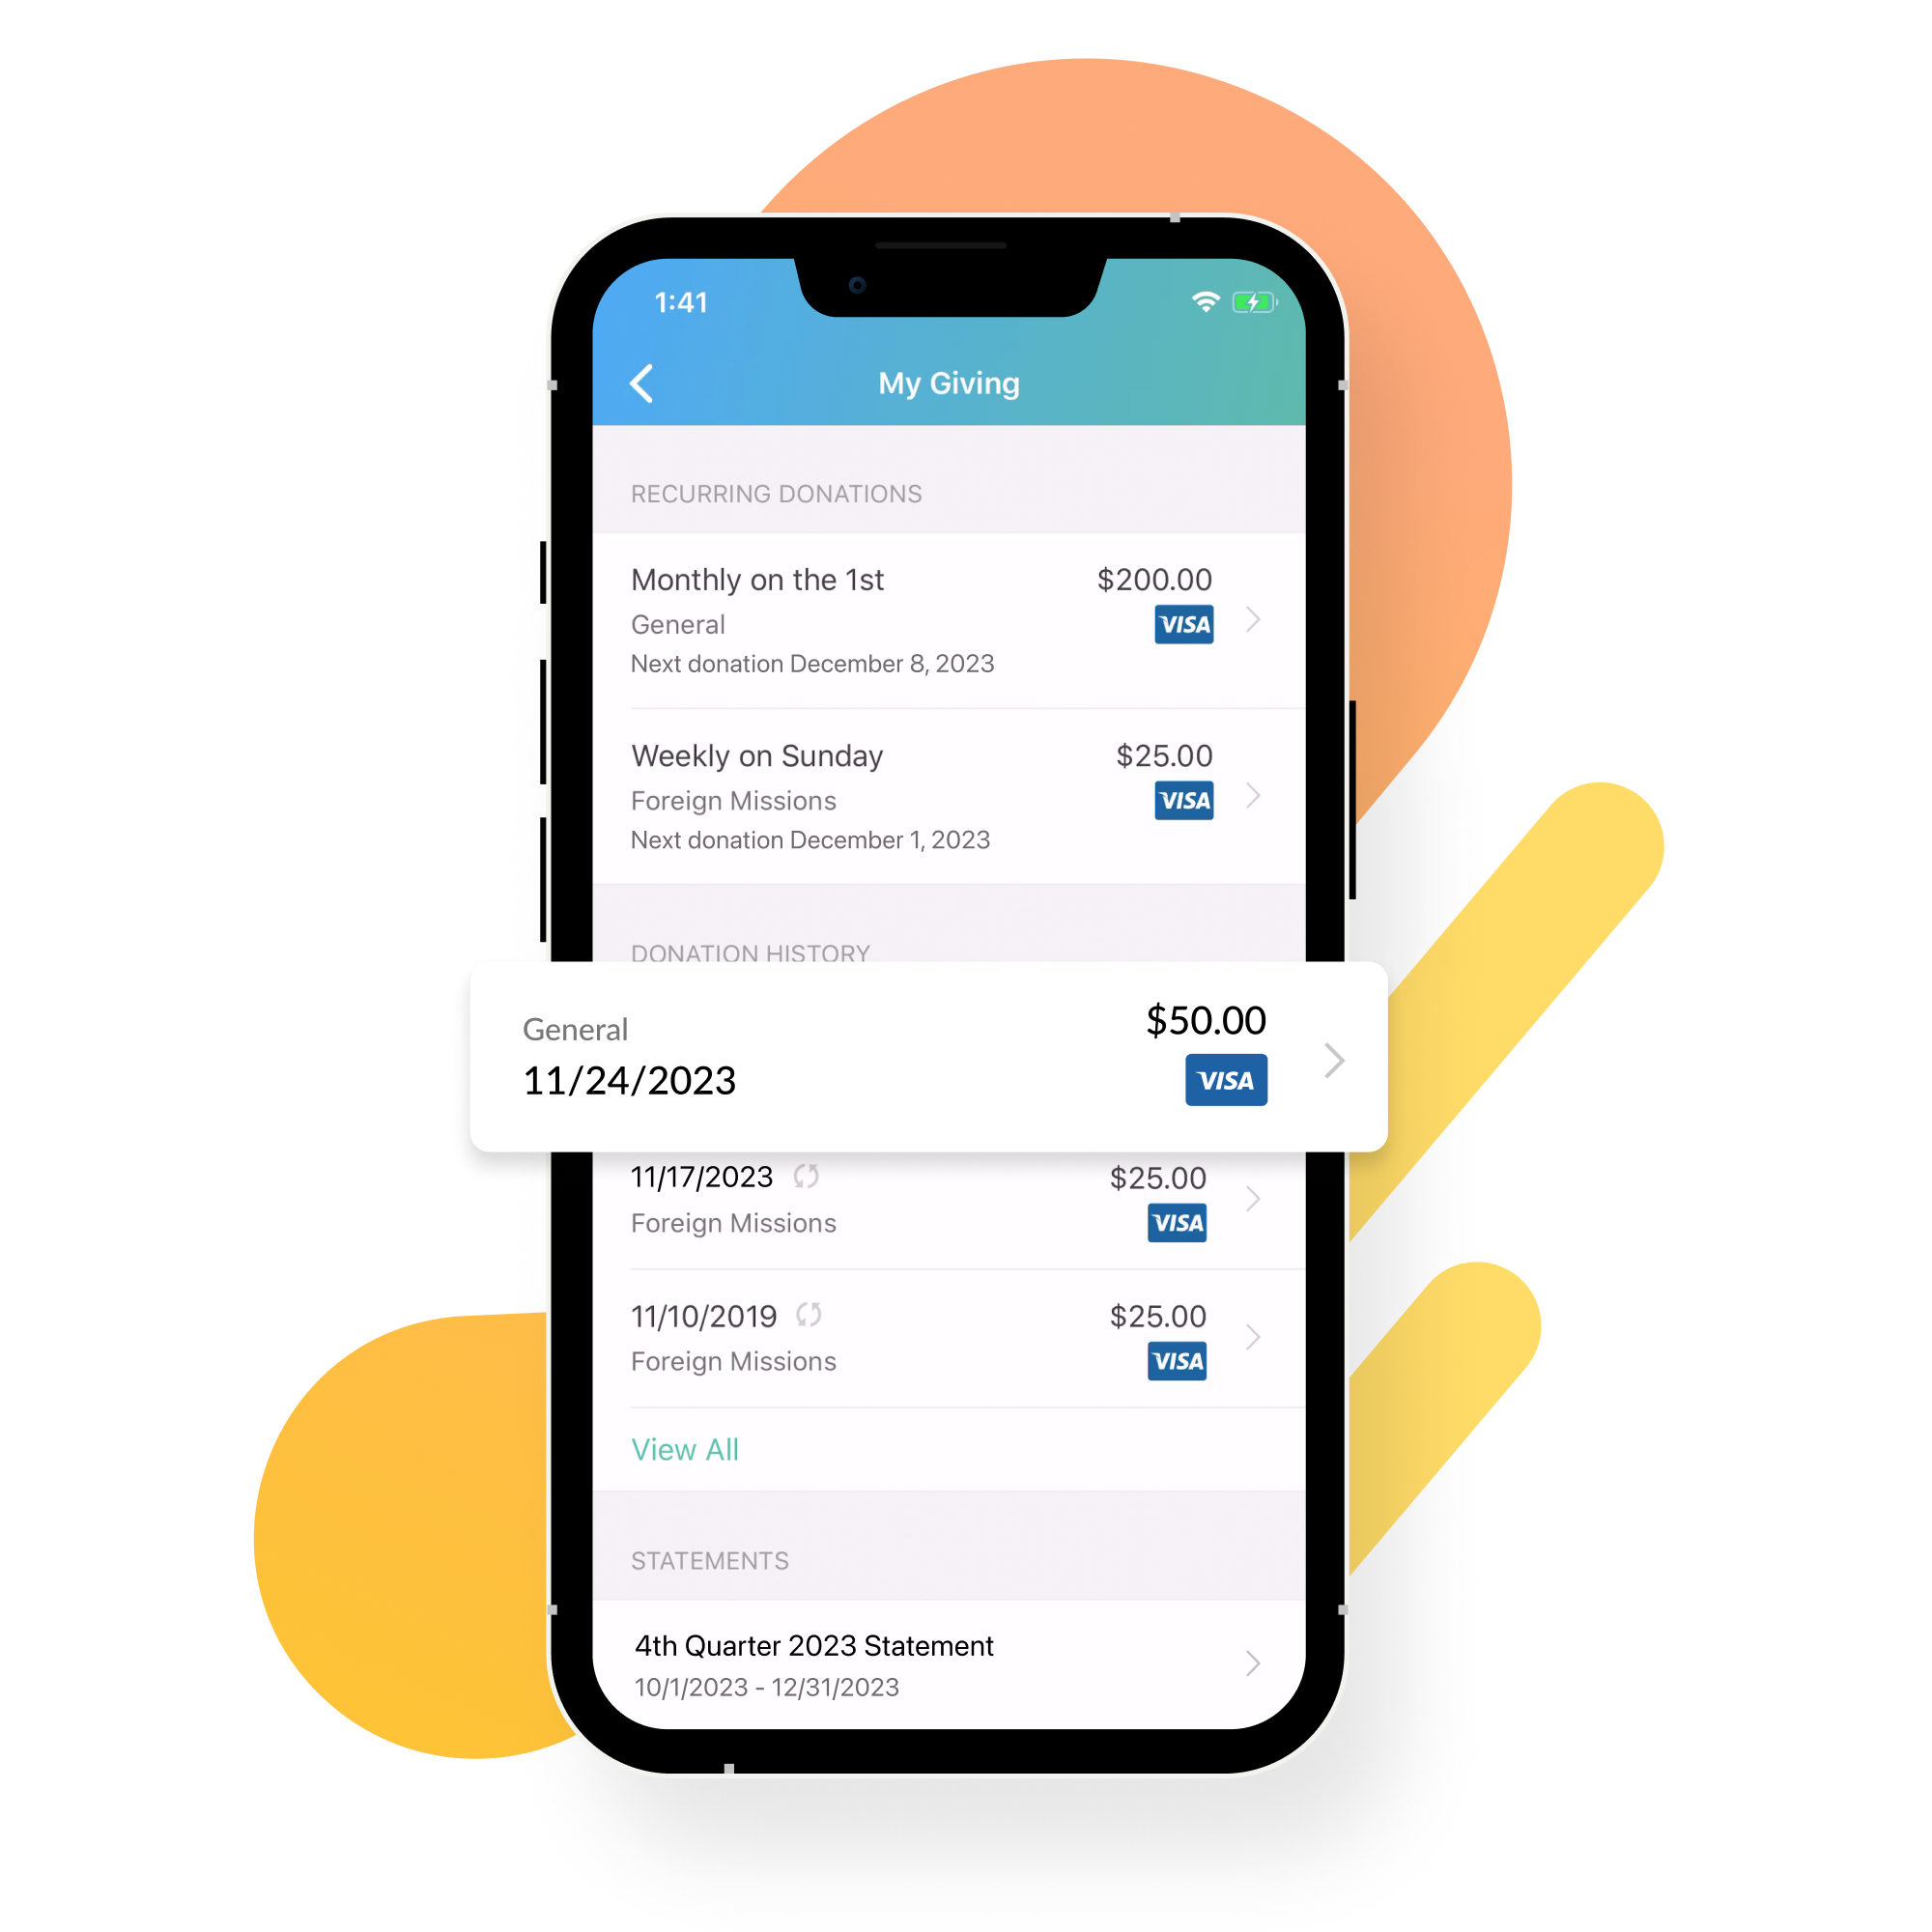 1:41
My Giving
RECURRING DONATIONS
Monthly on the 1st $200.00
General VISA
Next donation December 8, 2023
Weekly on Sunday $25.00
Foreign Missions VISA
Next donation December 1, 2023
DONATION HISTORY
General $50.00
11/24/2023 VISA
11/17/2023 $25.00
Foreign Missions VISA
11/10/2019 $25.00
Foreign Missions VISA
View All
STATEMENTS
4th Quarter 2023 Statement
10/1/2023 - 12/31/2023